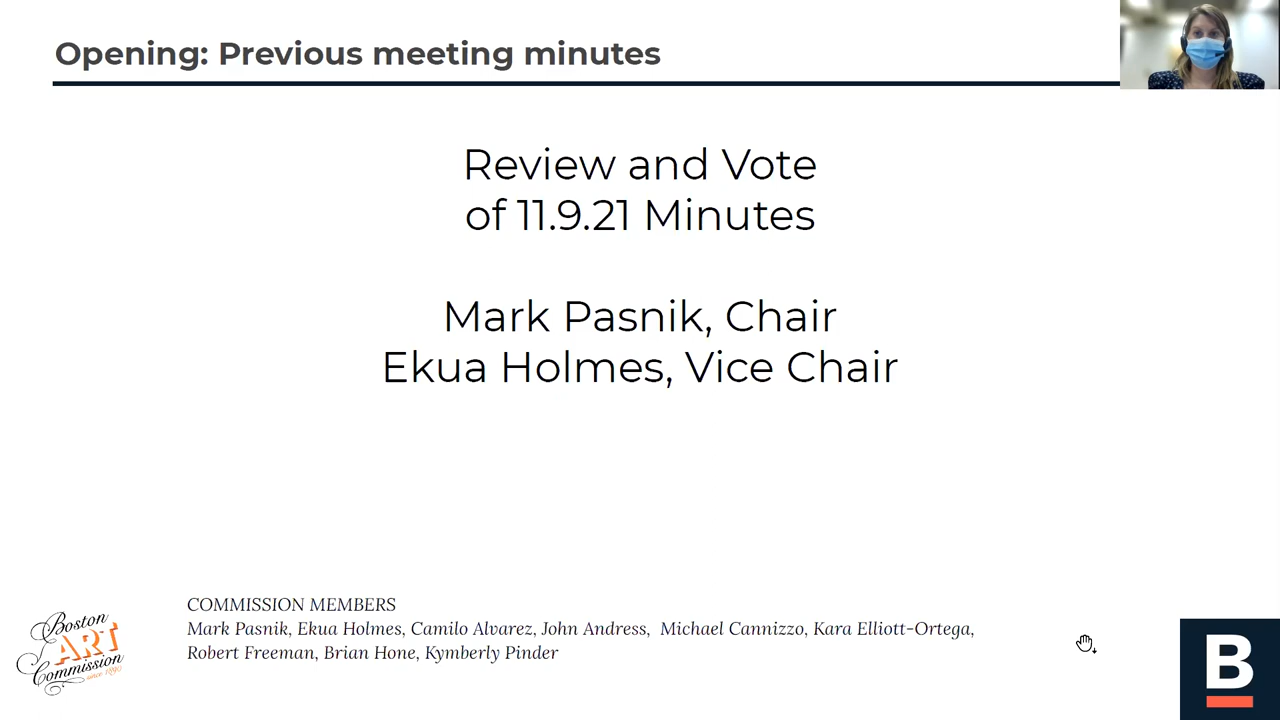 Opening: Previous meeting minutes
Review and Vote
of 11.9.21 Minutes
Mark Pasnik, Chair
Ekua Holmes, Vice Chair
COMMISSION MEMBERS
Mark Pasnik, Ekua Holmes, Camilo Alvarez, John Andress, Michael Cannizzo, Kara Elliott-Ortega,
Robert Freeman, Brian Hone, Kymberly Pinder
Boston
ART
Commission
since 1890
B